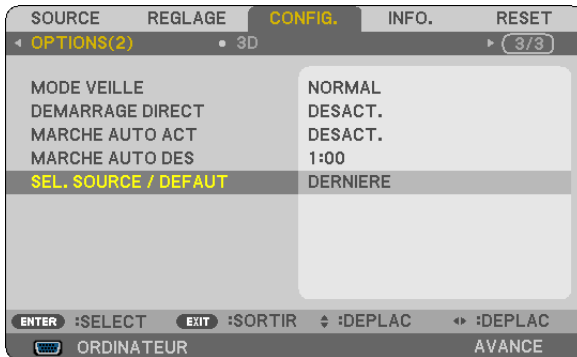 SOURCE REGLAGE CONFIG. INFO. RESET
OPTIONS(2) 3D 3/3
MODE VEILLE NORMAL
DEMARRAGE DIRECT DESACT.
MARCHE AUTO ACT DESACT.
MARCHE AUTO DES 1:00
SEL. SOURCE / DEFAUT DERNIERE
ENTER :SELECT EXIT :SORTIR :DEPLAC :DEPLAC
ORDINATEUR AVANCE